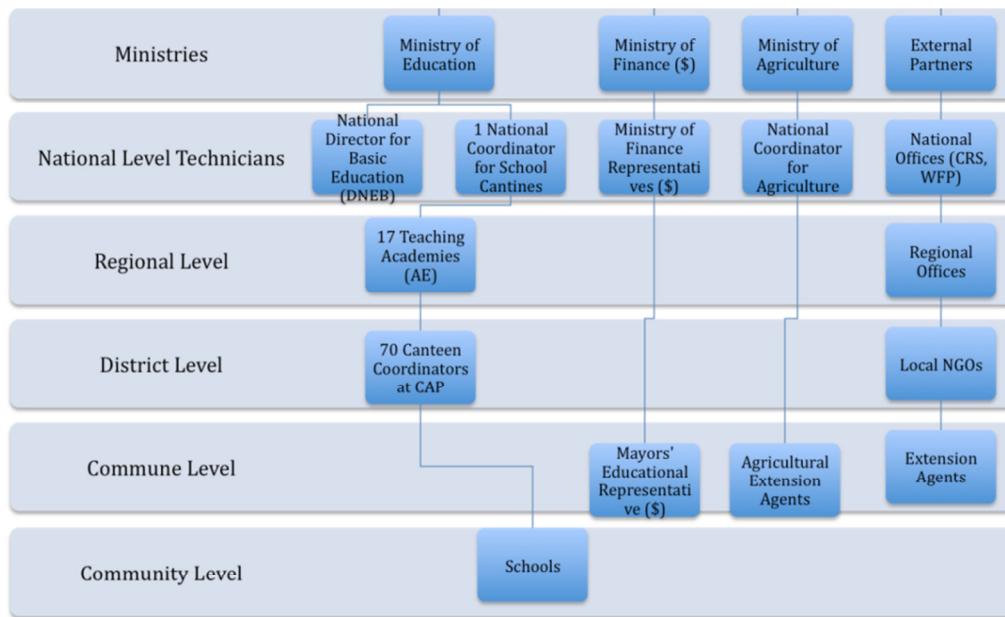 Ministries
Ministry of
Education
Ministry of
Finance ($)
Ministry of
Agriculture
External
Partners
National Level Technicians
National
Director for
Basic
Education
(DNEB)
1 National
Coordinator
for School
Cantines
Ministry of
Finance
Representati
ves ($)
National
Coordinator
for
Agriculture
National
Offices (CRS,
WFP)
Regional Level
17 Teaching
Academies
(AE)
Regional
Offices
District Level
70 Canteen
Coordinators
at CAP
Local NGOs
Commune Level
Mayors'
Educational
Representati
ve ($)
Agricultural
Extension
Agents
Extension
Agents
Community Level
Schools